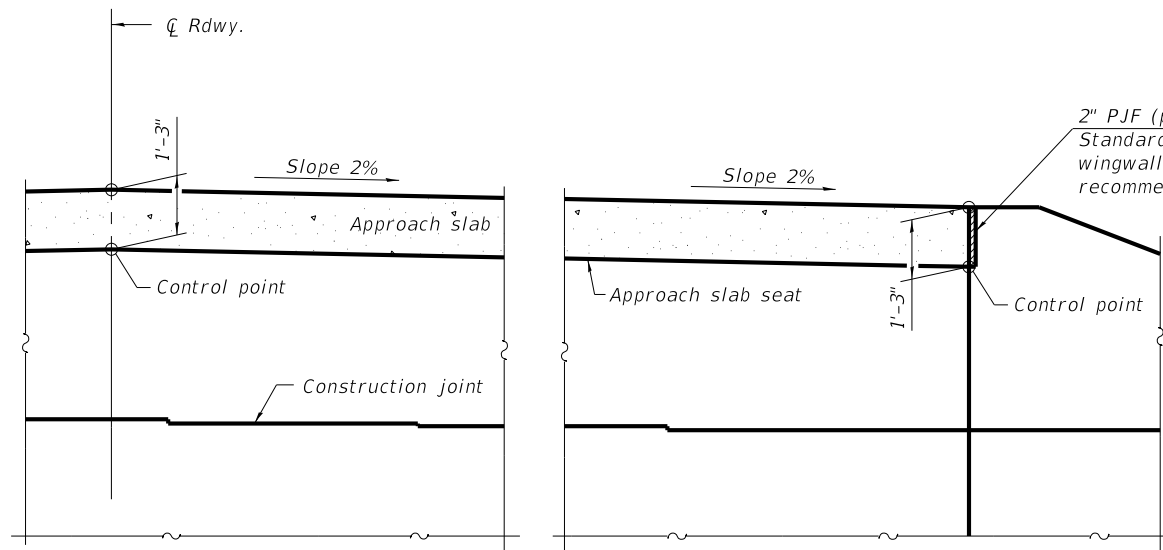 ℄ Rdwy.
1'-3"
Slope 2%
Approach slab
Control point
Construction joint
Slope 2%
2" PJF (
Standard
wingwall
recomme
Approach slab seat
1'-3"
Control point